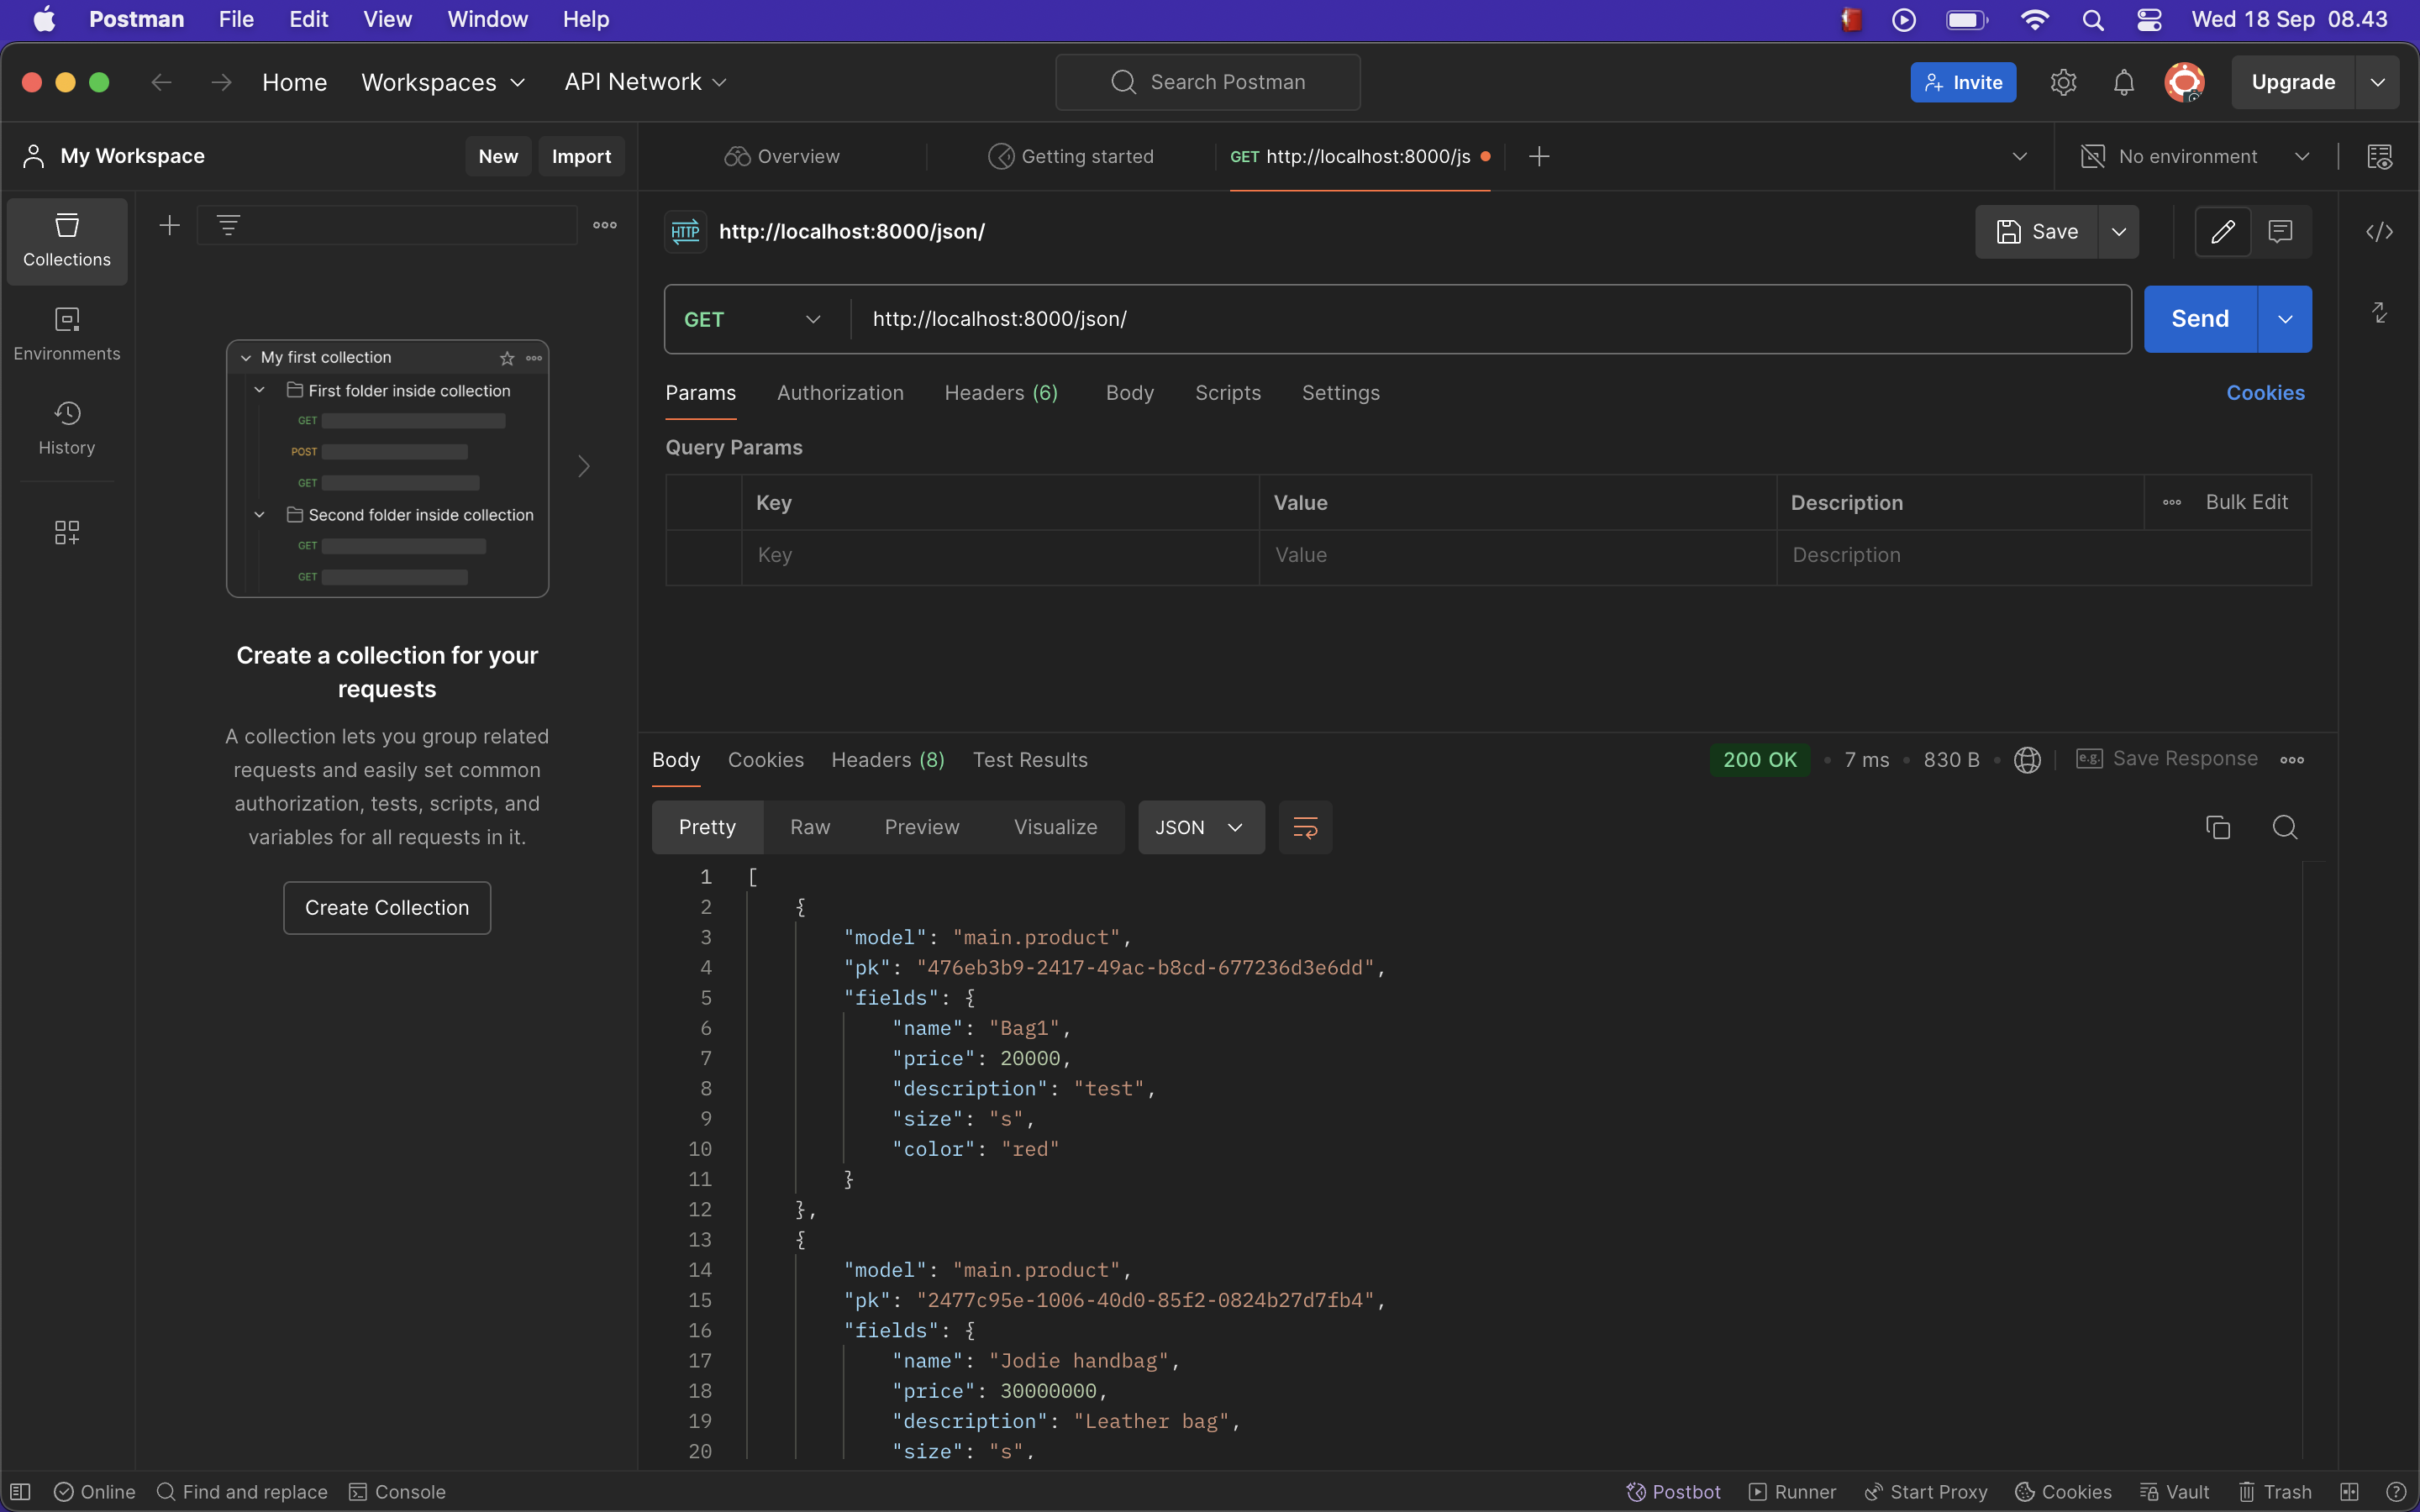 Postman File Edit View Window Help
Wed 18 Sep 08.43
Home Workspaces API Network
Search Postman
Invite
Upgrade
My Workspace
New Import
Overview
Getting started
GET http://localhost:8000/js
No environment
Collections
Environments
History
My first collection
First folder inside collection
GET
POST
GET
Second folder inside collection
GET
GET
Create a collection for your
requests
A collection lets you group related
requests and easily set common
authorization, tests, scripts, and
variables for all requests in it.
Create Collection
HTTP http://localhost:8000/json/
Save
GET http://localhost:8000/json/
Send
Params Authorization Headers (6) Body Scripts Settings
Cookies
Query Params
Key Value Description Bulk Edit
Key Value Description
Body Cookies Headers (8) Test Results
200 OK • 7 ms • 830 B •
e.g. Save Response
Pretty Raw Preview Visualize JSON
1 [
2 {
3 "model": "main.product",
4 "pk": "476eb3b9-2417-49ac-b8cd-677236d3e6dd",
5 "fields": {
6 "name": "Bag1",
7 "price": 20000,
8 "description": "test",
9 "size": "s",
10 "color": "red"
11 }
12 },
13 {
14 "model": "main.product",
15 "pk": "2477c95e-1006-40d0-85f2-0824b27d7fb4",
16 "fields": {
17 "name": "Jodie handbag",
18 "price": 30000000,
19 "description": "Leather bag",
20 "size": "s",
Online Find and replace Console
Postbot Runner Start Proxy Cookies Vault Trash